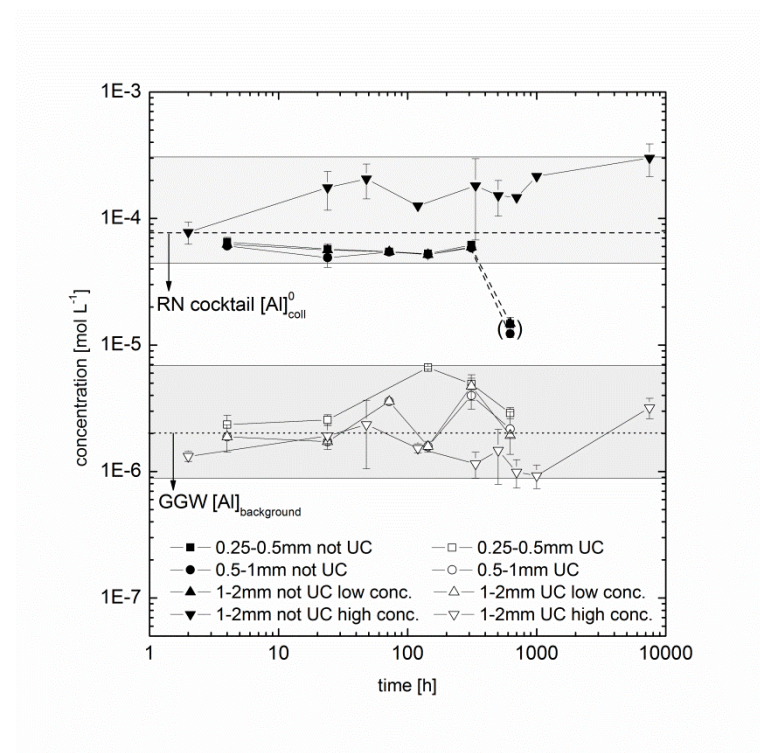 1E-3
1E-4
1E-5
1E-6
1E-7
concentration [mol L⁻¹]
RN cocktail [Al]⁰coll
( )
GGW [Al]background
0.25-0.5mm not UC
0.5-1mm not UC
1-2mm not UC low conc.
1-2mm not UC high conc.
0.25-0.5mm UC
0.5-1mm UC
1-2mm UC low conc.
1-2mm UC high conc.
1 10 100 1000 10000
time [h]